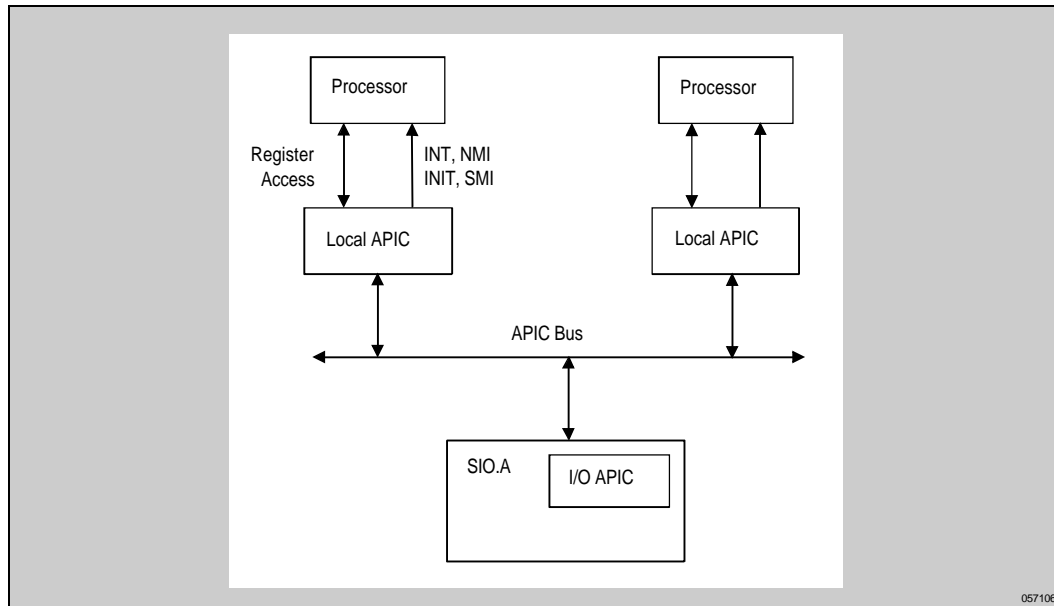 Processor
Processor
Register
Access
INT, NMI
INIT, SMI
Local APIC
Local APIC
APIC Bus
SIO.A
I/O APIC
057106